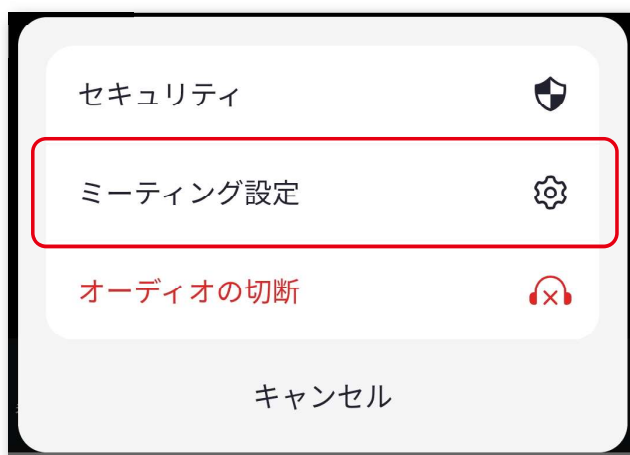 セキュリティ
ミーティング設定
オーディオの切断
キャンセル